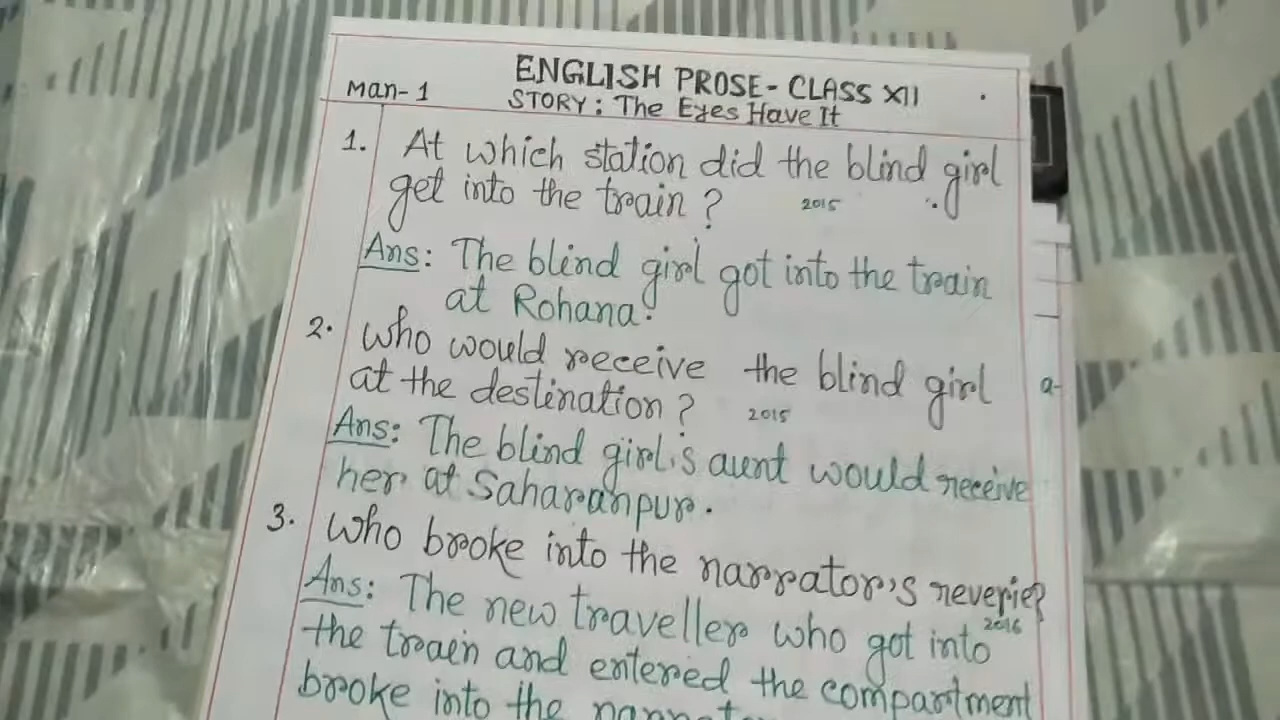 ENGLISH PROSE - CLASS XII
Man-1
STORY: The Eyes Have It
1. At which station did the blind girl
get into the train? 2015
Ans: The blind girl got into the train
at Rohana.
2. Who would receive the blind girl
at the destination? 2015
Ans: The blind girl's aunt would receive
her at Saharanpur.
3. Who broke into the narrator's reverie?
2016
Ans: The new traveller who got into
the train and entered the compartment
broke into the
a-